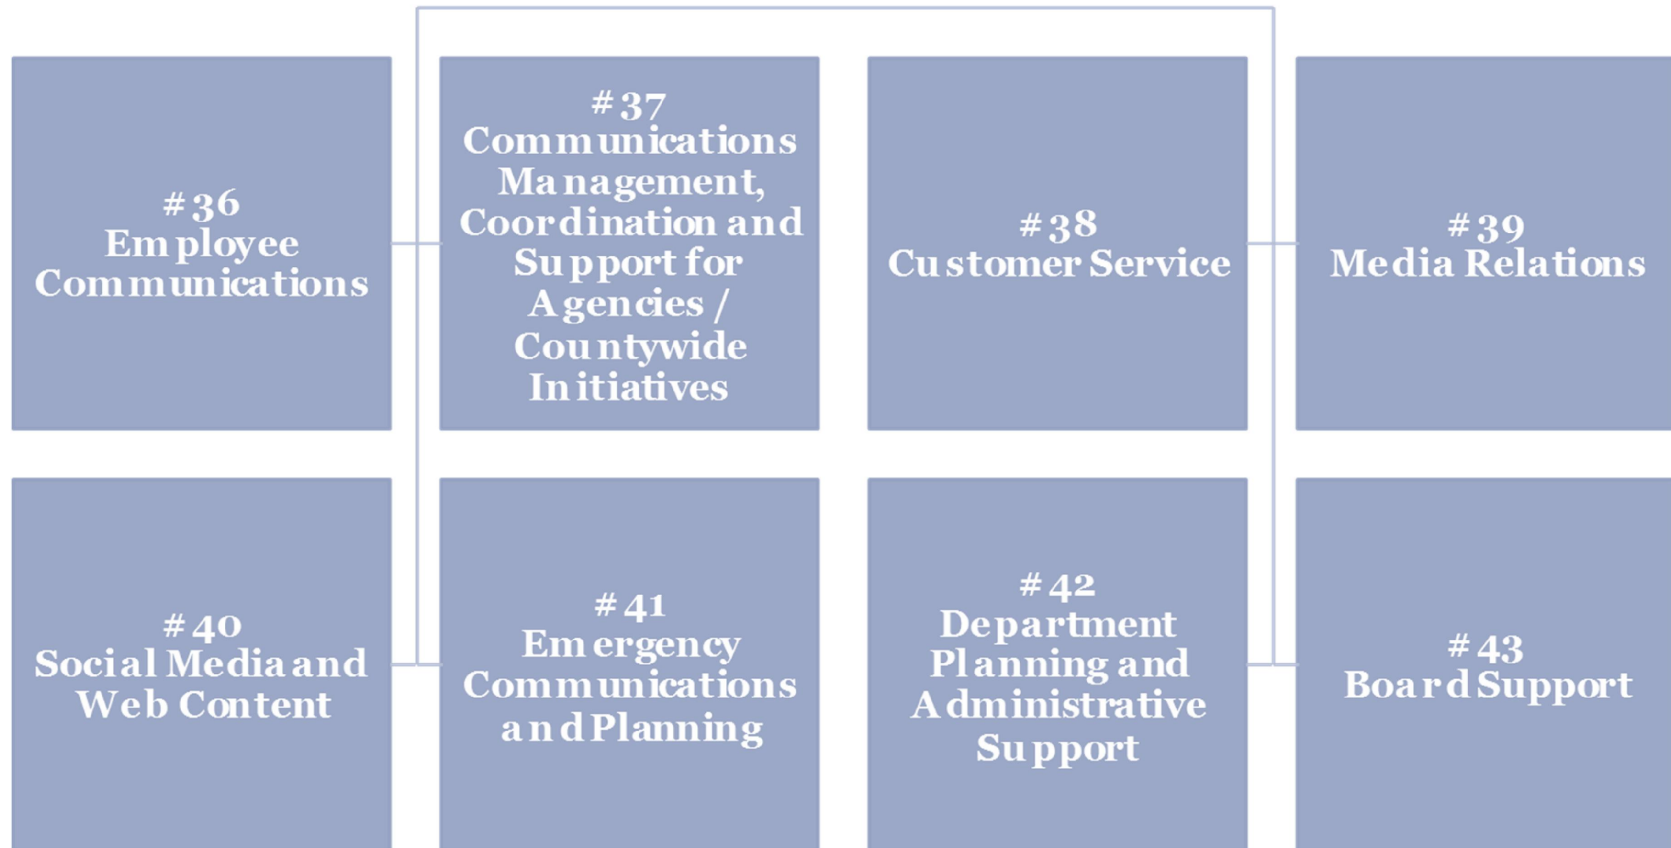 #36
Employee
Communications
#37
Communications
Management,
Coordination and
Support for
Agencies /
Countywide
Initiatives
#38
Customer Service
#39
Media Relations
#40
Social Media and
Web Content
#41
Emergency
Communications
and Planning
#42
Department
Planning and
Administrative
Support
#43
Board Support